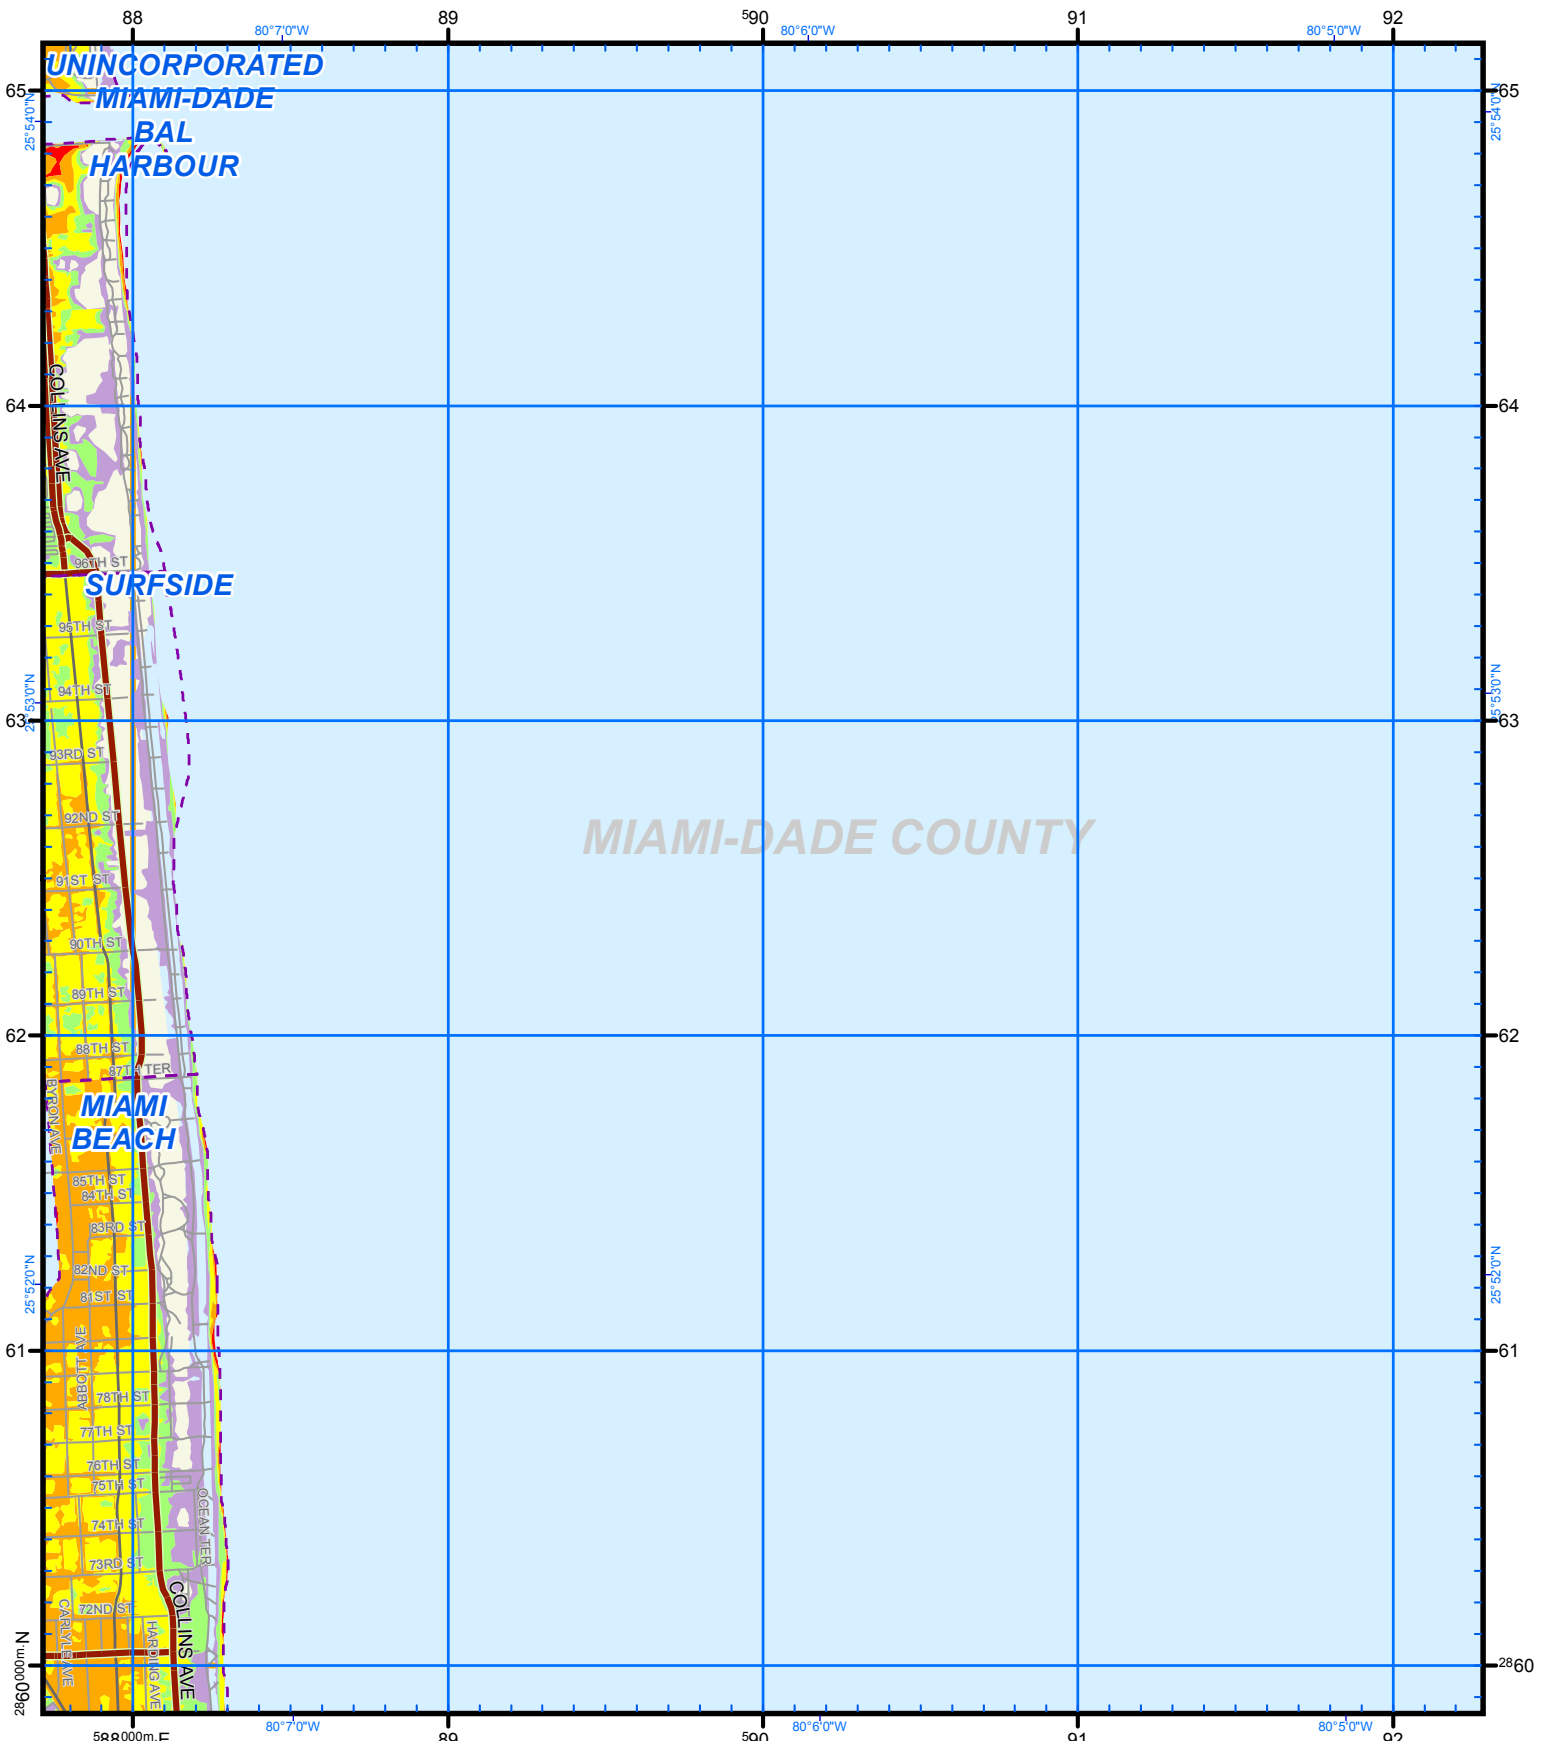 88 89 590 91 92
80°7'0"W 80°6'0"W 80°5'0"W
UNINCORPORATED
MIAMI-DADE
65 65
25°54'0"N 25°54'0"N
BAL
HARBOUR
COLLINS AVE
64 64
96TH ST
SURFSIDE
95TH ST
94TH ST
25°53'0"N 25°53'0"N
63 63
93RD ST
92ND ST
MIAMI-DADE COUNTY
91ST ST
90TH ST
89TH ST
62 62
88TH ST
87TH TER
BYRON AVE
MIAMI
BEACH
85TH ST
84TH ST
83RD ST
82ND ST
25°52'0"N 25°52'0"N
81ST ST
61 61
ABBOTT AVE
78TH ST
77TH ST
76TH ST
75TH ST
OCEAN TER
74TH ST
73RD ST
72ND ST
COLLINS AVE
CARLYLE AVE
HARDING AVE
2860000m. N 2860
80°7'0"W 80°6'0"W 80°5'0"W
588000m. E 89 590 91 92